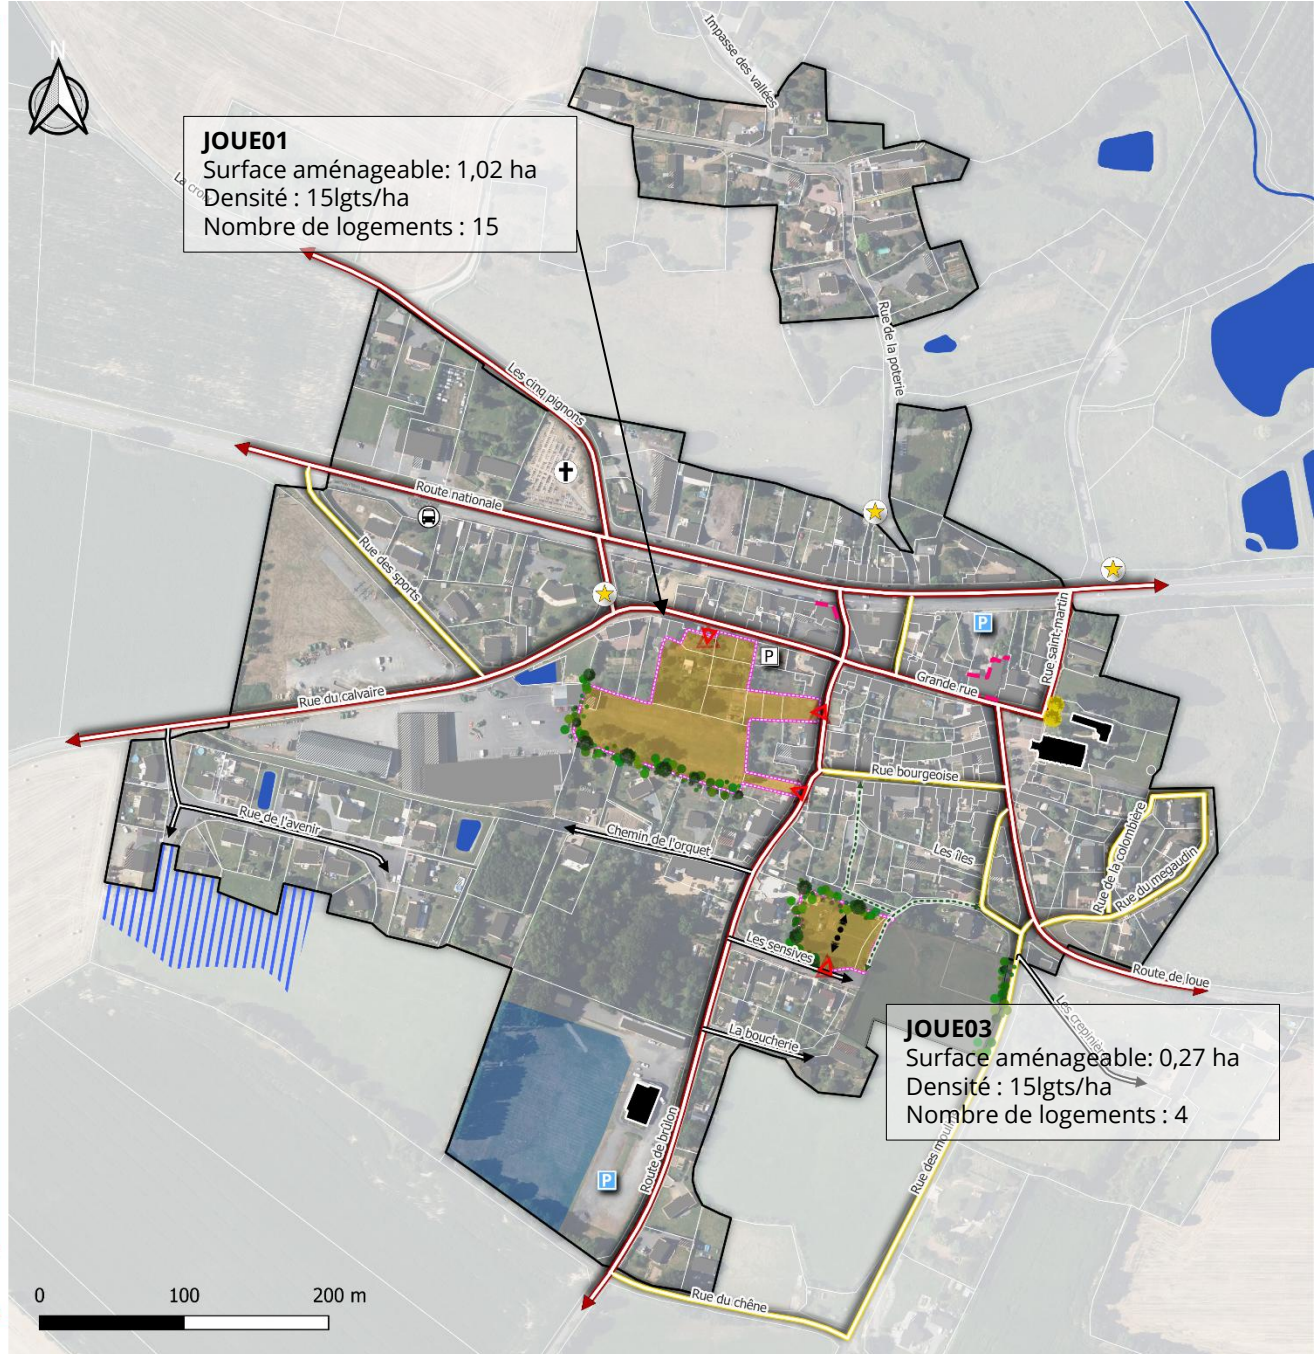 N
Impasse des vallées
JOUE01
Surface aménageable: 1,02 ha
Densité : 15lgts/ha
Nombre de logements : 15
La
Rue de la poterie
Les cinq pignons
Route nationale
Rue des sports
Rue saint-martin
P
P
Grande rue
Rue du calvaire
Rue bourgeoise
Rue de l'avenir
Chemin de l'orquet
Les îles
Rue de la colombière
Rue du megaudin
Les sensives
Route de loue
La boucherie
JOUE03
Surface aménageable: 0,27 ha
Densité : 15lgts/ha
Nombre de logements : 4
Route de brûlon
P
Rue des
Rue du chêne
0 100 200 m